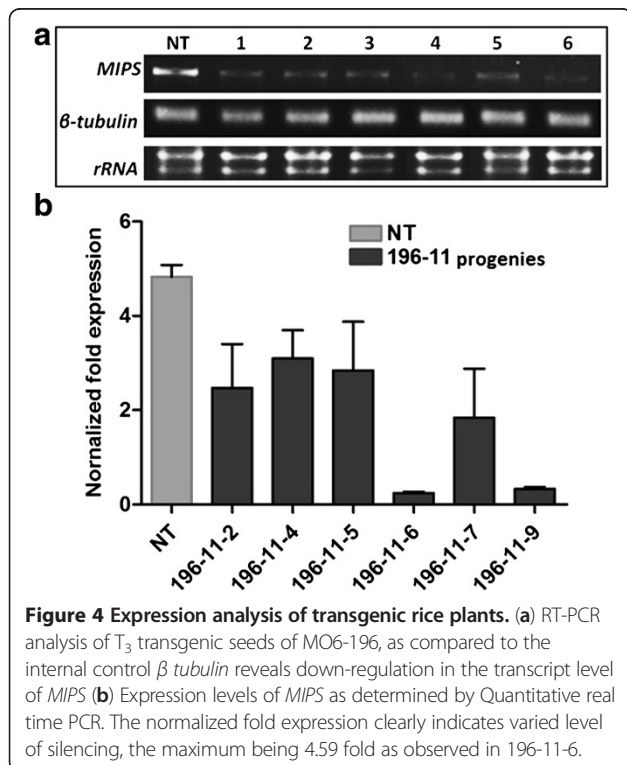 a
NT 1 2 3 4 5 6
MIPS
β-tubulin
rRNA
b
6
4
2
0
Normalized fold expression
NT
196-11 progenies
NT
196-11-2
196-11-4
196-11-5
196-11-6
196-11-7
196-11-9
Figure 4 Expression analysis of transgenic rice plants. (a) RT-PCR
analysis of T3 transgenic seeds of MO6-196, as compared to the
internal control β tubulin reveals down-regulation in the transcript level
of MIPS (b) Expression levels of MIPS as determined by Quantitative real
time PCR. The normalized fold expression clearly indicates varied level
of silencing, the maximum being 4.59 fold as observed in 196-11-6.